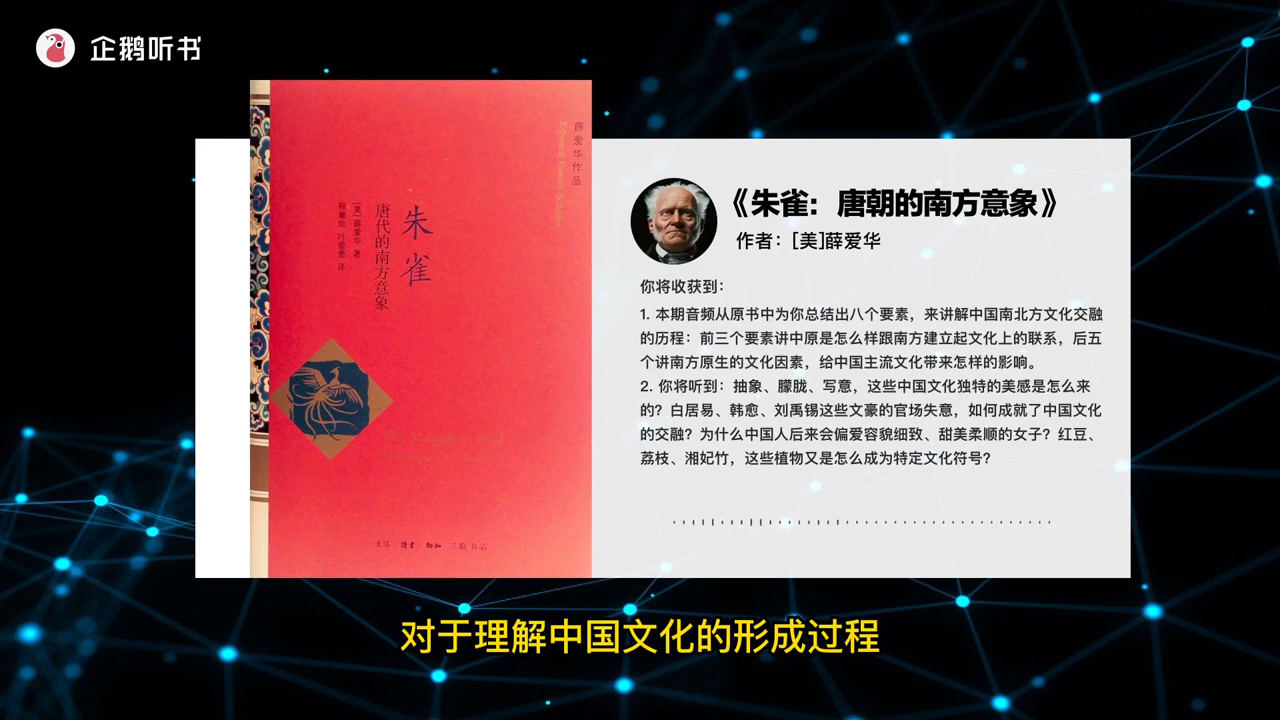 企鹅听书
薛爱华作品
朱雀
唐代的南方意象
[美] 薛爱华 著
程章灿 叶蕾蕾 译
生活·读书·新知 三联书店
《朱雀：唐朝的南方意象》
作者：[美]薛爱华
你将收获到：
1. 本期音频从原书中为你总结出八个要素，来讲解中国南北方文化交融
的历程：前三个要素讲中原是怎么样跟南方建立起文化上的联系，后五
个讲南方原生的文化因素，给中国主流文化带来怎样的影响。
2. 你将听到：抽象、朦胧、写意，这些中国文化独特的美感是怎么来
的？白居易、韩愈、刘禹锡这些文豪的官场失意，如何成就了中国文化
的交融？为什么中国人后来会偏爱容貌细致、甜美柔顺的女子？红豆、
荔枝、湘妃竹，这些植物又是怎么成为特定文化符号？
对于理解中国文化的形成过程